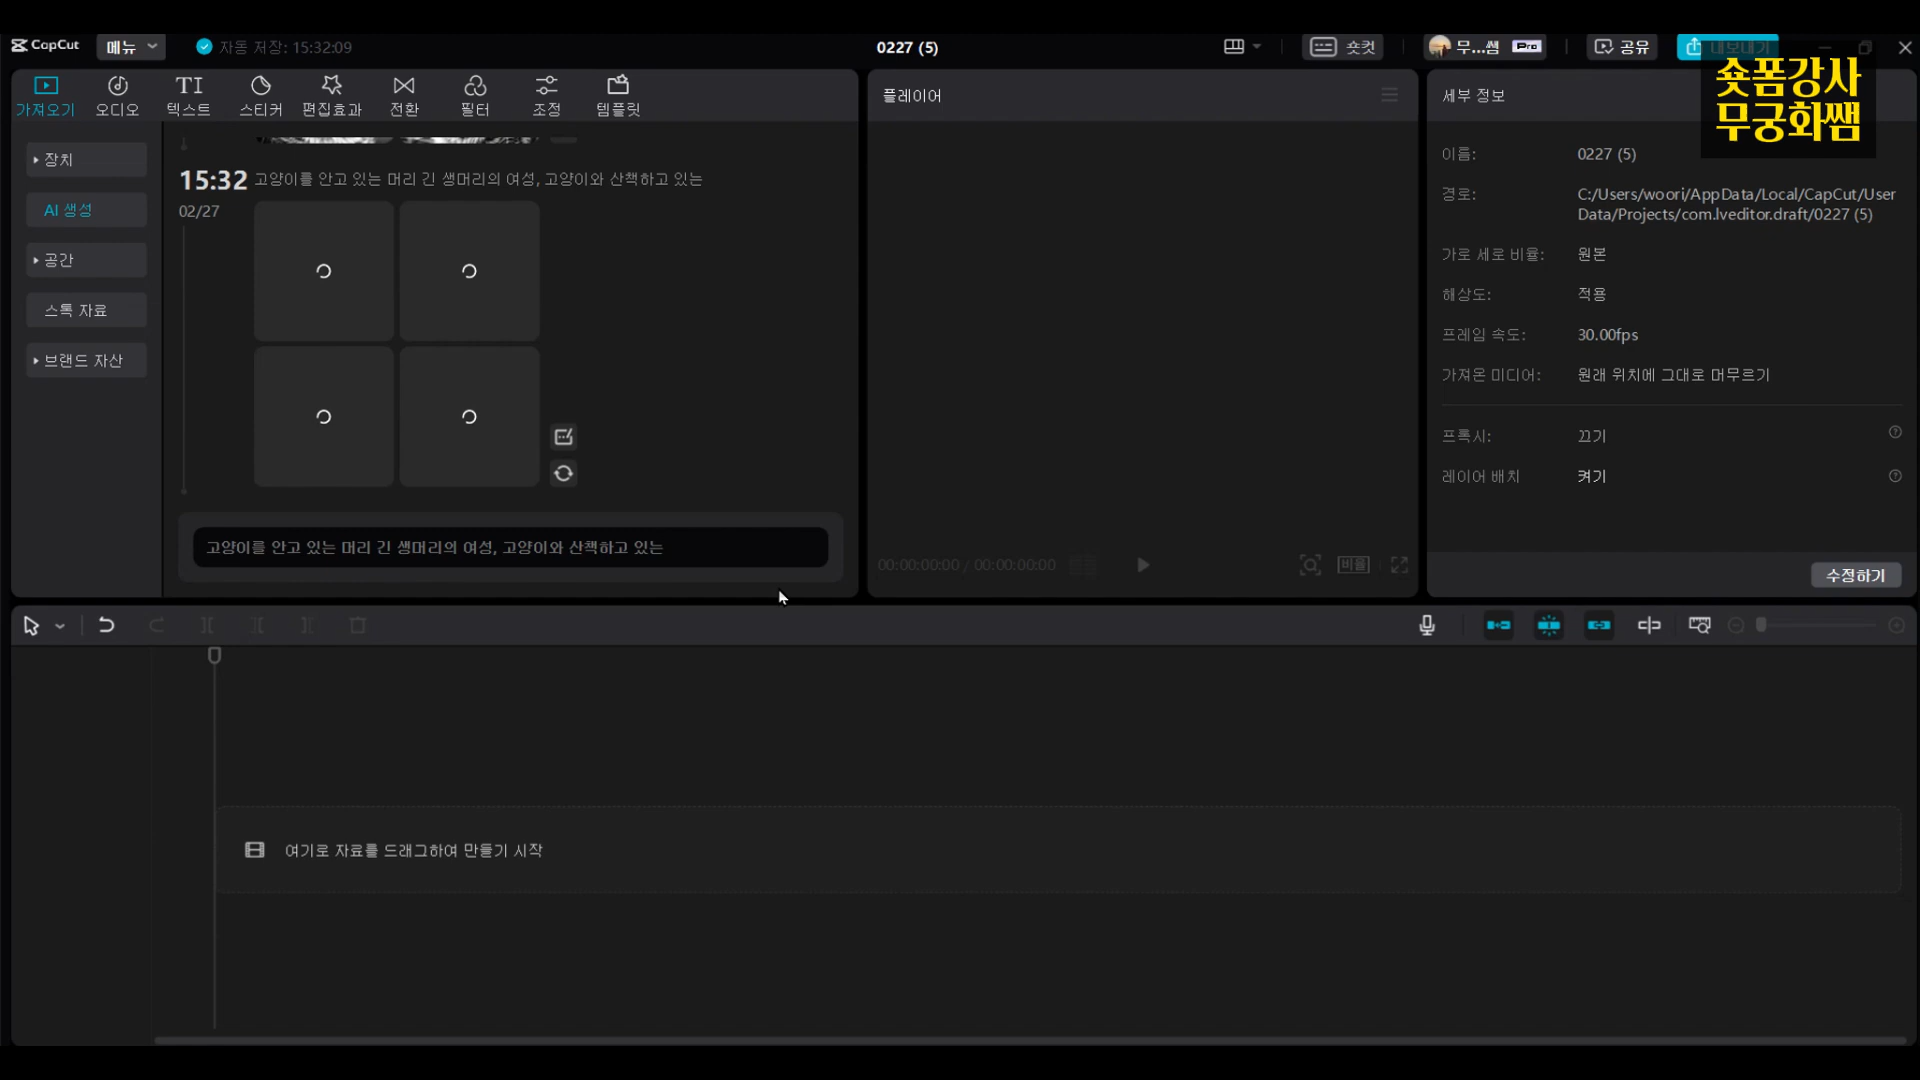 CapCut
메뉴
자동 저장: 15:32:09
0227 (5)
숏컷
무...쌤
Pro
공유
숏폼강사
무궁화쌤
가져오기
오디오
텍스트
스티커
편집효과
전환
필터
조정
템플릿
장치
AI 생성
공간
스톡 자료
브랜드 자산
15:32
고양이를 안고 있는 머리 긴 생머리의 여성, 고양이와 산책하고 있는
02/27
고양이를 안고 있는 머리 긴 생머리의 여성, 고양이와 산책하고 있는
플레이어
00:00:00:00 / 00:00:00:00
비율
세부 정보
이름:
0227 (5)
경로:
C:/Users/woori/AppData/Local/CapCut/User
Data/Projects/com.lveditor.draft/0227 (5)
가로 세로 비율:
원본
해상도:
적용
프레임 속도:
30.00fps
가져온 미디어:
원래 위치에 그대로 머무르기
프록시:
끄기
레이어 배치
켜기
수정하기
여기로 자료를 드래그하여 만들기 시작